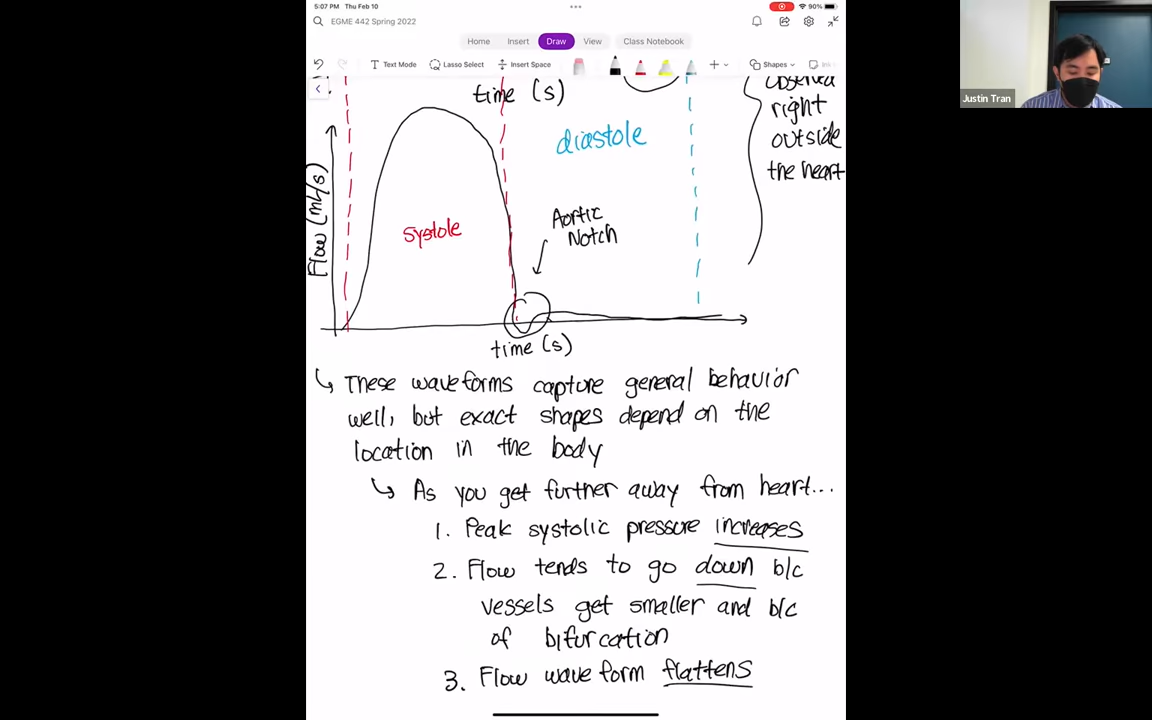 5:07 PM Thu Feb 10
90%
EGME 442 Spring 2022
Home Insert Draw View Class Notebook
Text Mode Lasso Select Insert Space Shapes Ink
Justin Tran
time (s)
observed
right
outside
the heart
diastole
Flow (ml/s)
systole
Aortic
Notch
time (s)
↳ These waveforms capture general behavior
well, but exact shapes depend on the
location in the body
↳ As you get further away from heart...
1. Peak systolic pressure increases
2. Flow tends to go down b/c
vessels get smaller and b/c
of bifurcation
3. Flow wave form flattens